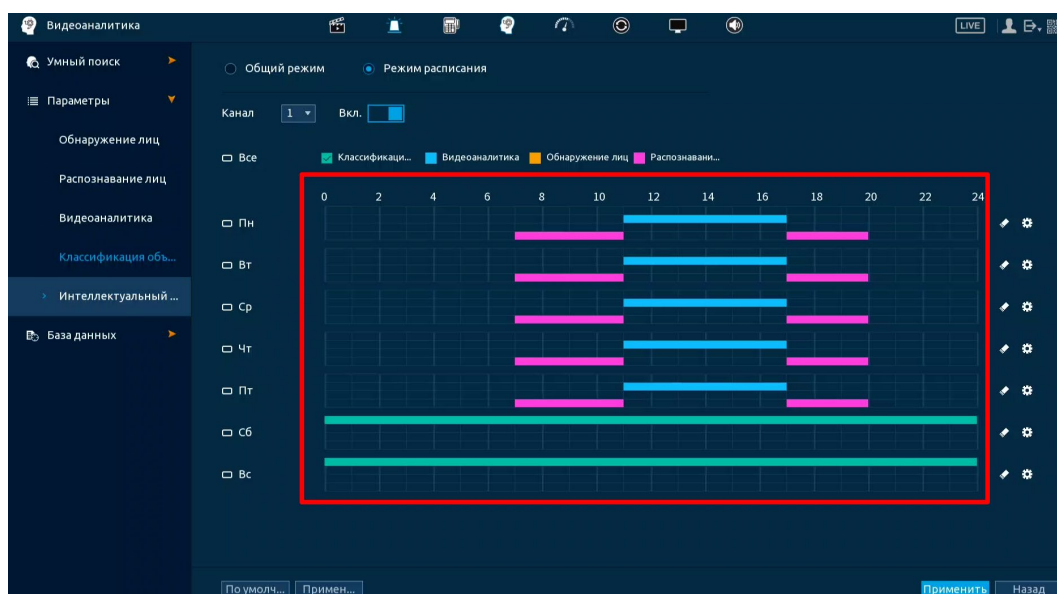 Видеоаналитика
LIVE
Умный поиск
Общий режим
Режим расписания
Параметры
Канал
1
Вкл.
Обнаружение лиц
Все
Классификаци...
Видеоаналитика
Обнаружение лиц
Распознавани...
Распознавание лиц
0 2 4 6 8 10 12 14 16 18 20 22 24
Видеоаналитика
Пн
Классификация объ...
Вт
Интеллектуальный ...
Ср
База данных
Чт
Пт
Сб
Вс
По умолч...
Примен...
Применить
Назад